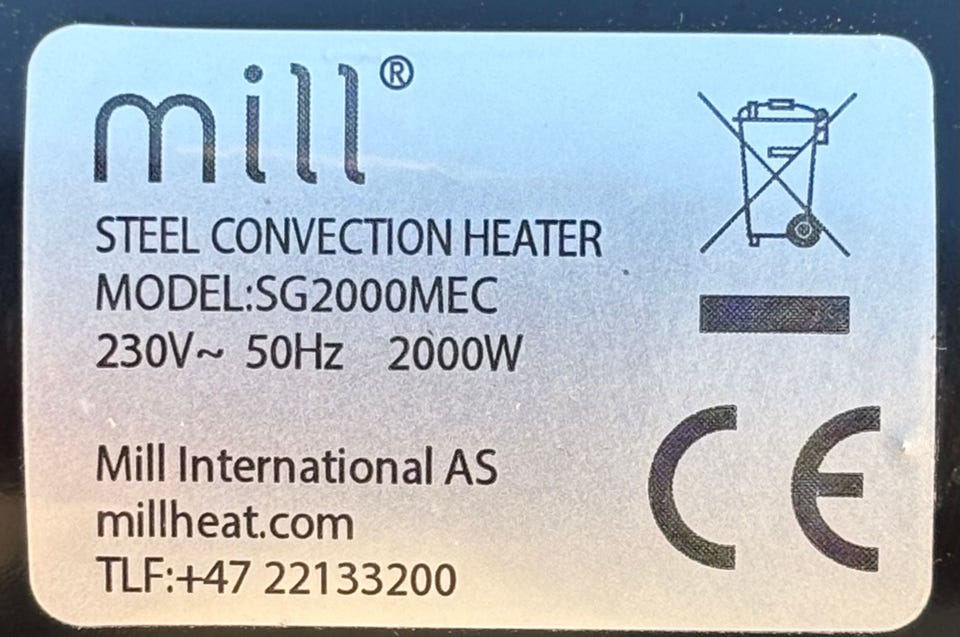 mill®
STEEL CONVECTION HEATER
MODEL:SG2000MEC
230V~ 50Hz 2000W
Mill International AS
millheat.com
TLF:+47 22133200
CE